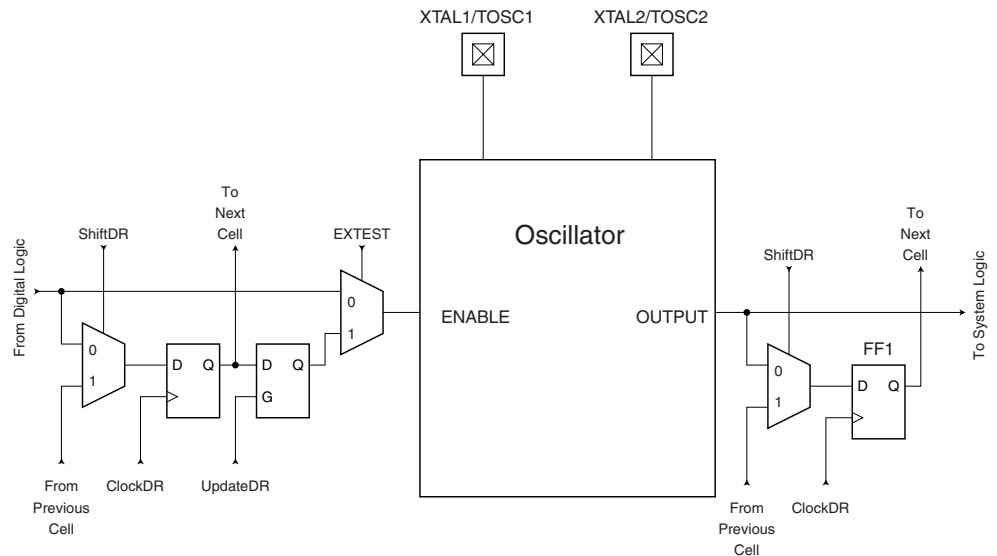 XTAL1/TOSC1
XTAL2/TOSC2
To
Next
Cell
ShiftDR
EXTEST
From Digital Logic
0
1
D Q
D Q
G
0
1
From
Previous
Cell
ClockDR
UpdateDR
Oscillator
ENABLE
OUTPUT
To
Next
Cell
ShiftDR
To System Logic
FF1
0
1
D Q
From
Previous
Cell
ClockDR